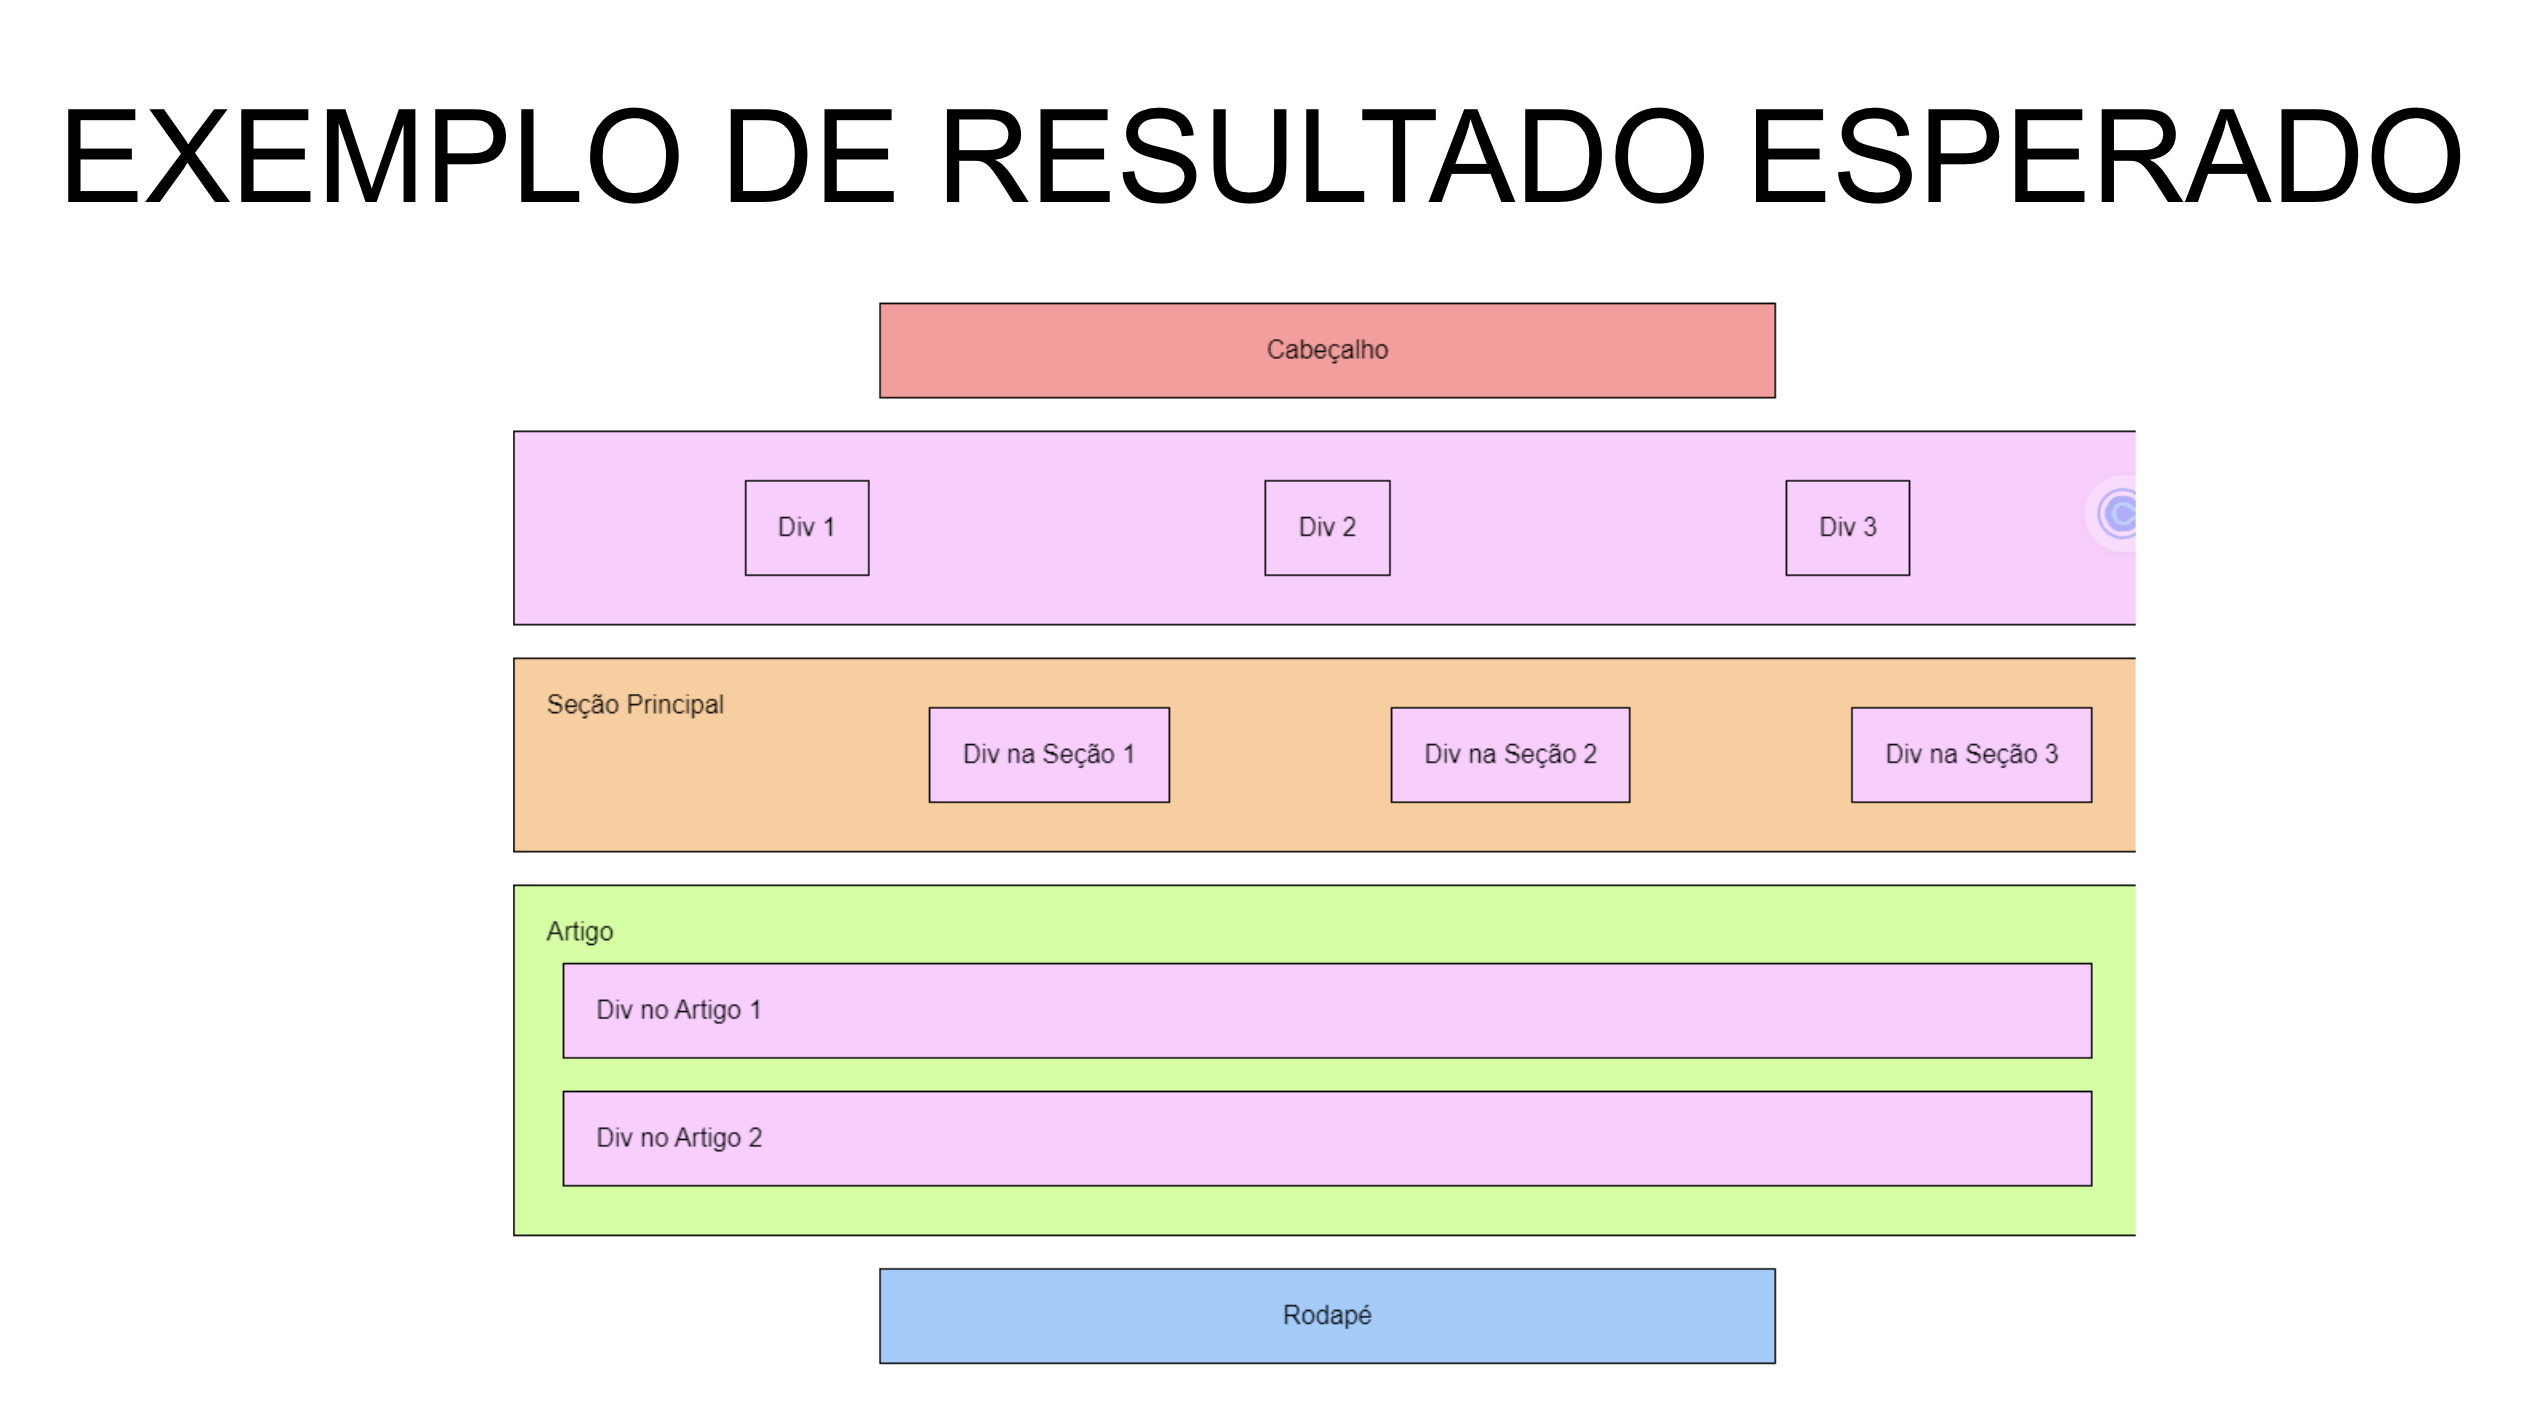 EXEMPLO DE RESULTADO ESPERADO
Cabeçalho
Div 1
Div 2
Div 3
Seção Principal
Div na Seção 1
Div na Seção 2
Div na Seção 3
Artigo
Div no Artigo 1
Div no Artigo 2
Rodapé